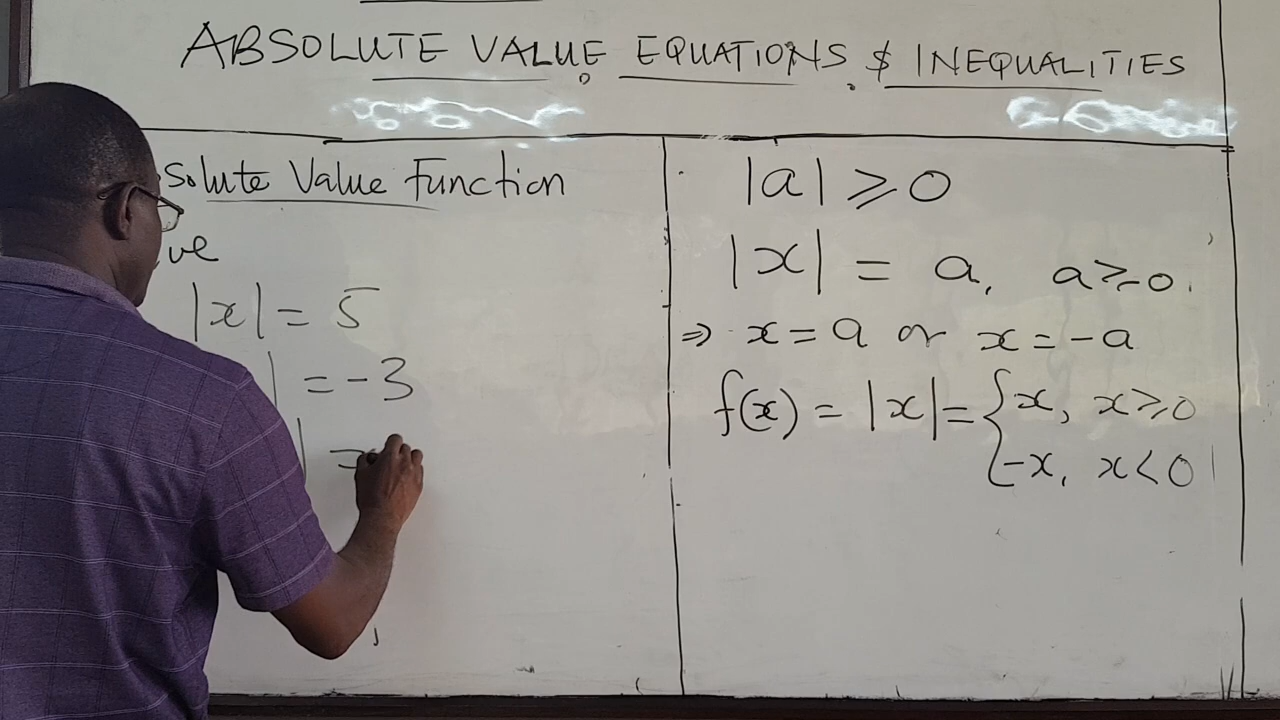 ABSOLUTE VALUE EQUATIONS & INEQUALITIES
solute Value Function
ve
|x| = 5
| = -3
| =
|a| ⩾ 0
|x| = a, a ⩾ 0.
⇒ x = a or x = -a
f(x) = |x| = { x, x ⩾ 0
-x, x < 0